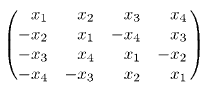 x₁ x₂ x₃ x₄
−x₂ x₁ −x₄ x₃
−x₃ x₄ x₁ −x₂
−x₄ −x₃ x₂ x₁